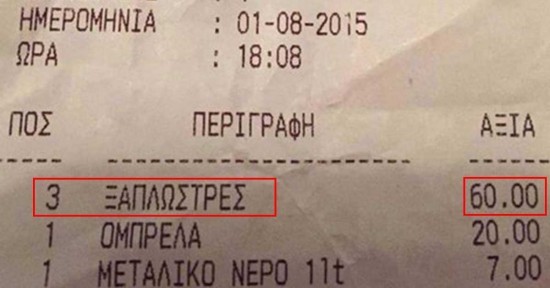 ΗΜΕΡΟΜΗΝΙΑ : 01-08-2015
ΩΡΑ : 18:08
ΠΟΣ ΠΕΡΙΓΡΑΦΗ ΑΞΙΑ
3 ΞΑΠΛΩΣΤΡΕΣ 60.00
1 ΟΜΠΡΕΛΑ 20.00
1 ΜΕΤΑΛΙΚΟ ΝΕΡΟ 1lt 7.00